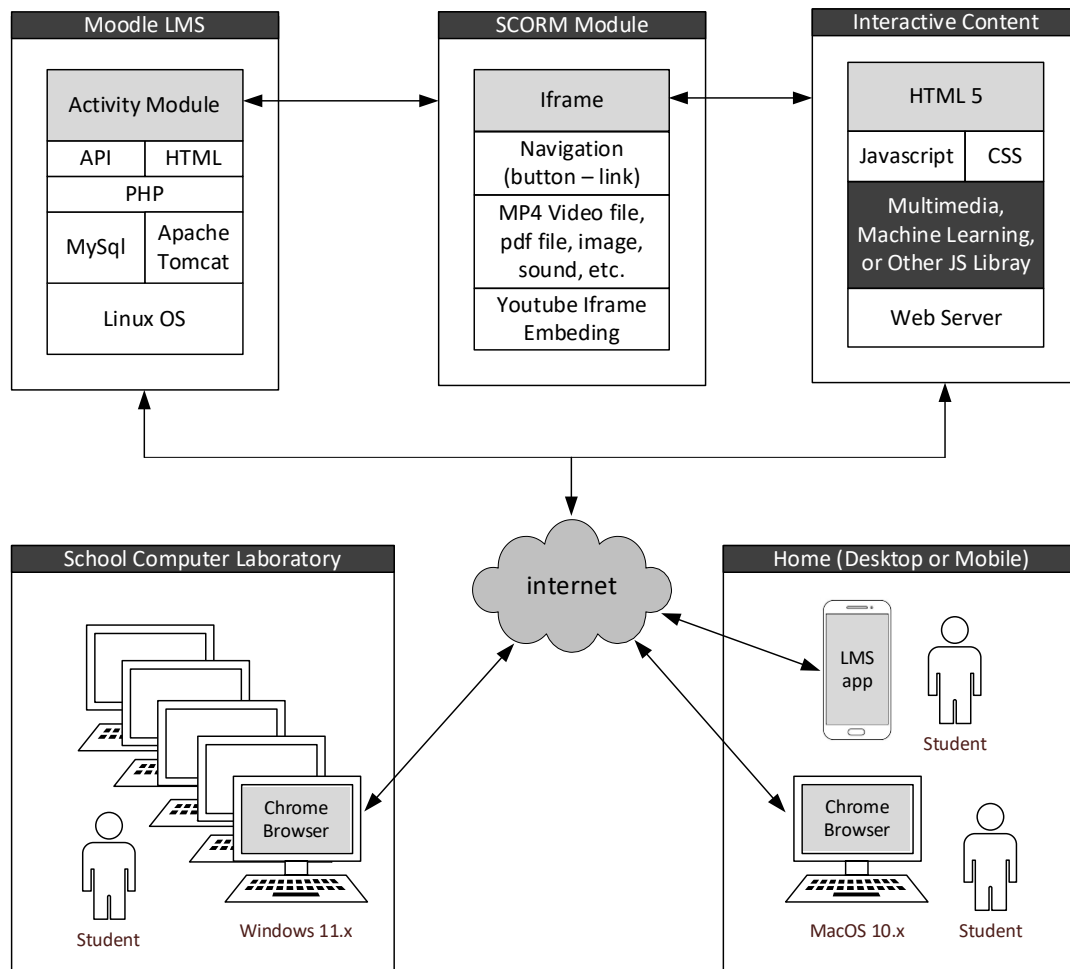 Moodle LMS
Activity Module
API
HTML
PHP
MySql
Apache
Tomcat
Linux OS
SCORM Module
Iframe
Navigation
(button – link)
MP4 Video file,
pdf file, image,
sound, etc.
Youtube Iframe
Embeding
Interactive Content
HTML 5
Javascript
CSS
Multimedia,
Machine Learning,
or Other JS Libray
Web Server
internet
School Computer Laboratory
Chrome
Browser
Student
Windows 11.x
Home (Desktop or Mobile)
LMS
app
Student
Chrome
Browser
MacOS 10.x
Student